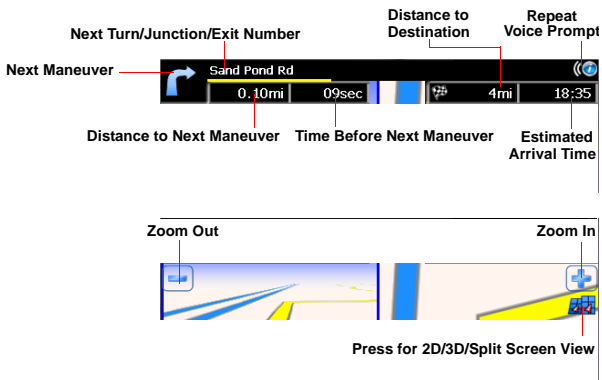 Distance to
Destination
Repeat
Voice Prompt
Next Turn/Junction/Exit Number
Next Maneuver
Sand Pond Rd
0.10mi
09sec
4mi
18:35
Distance to Next Maneuver
Time Before Next Maneuver
Estimated
Arrival Time
Zoom Out
Zoom In
Press for 2D/3D/Split Screen View